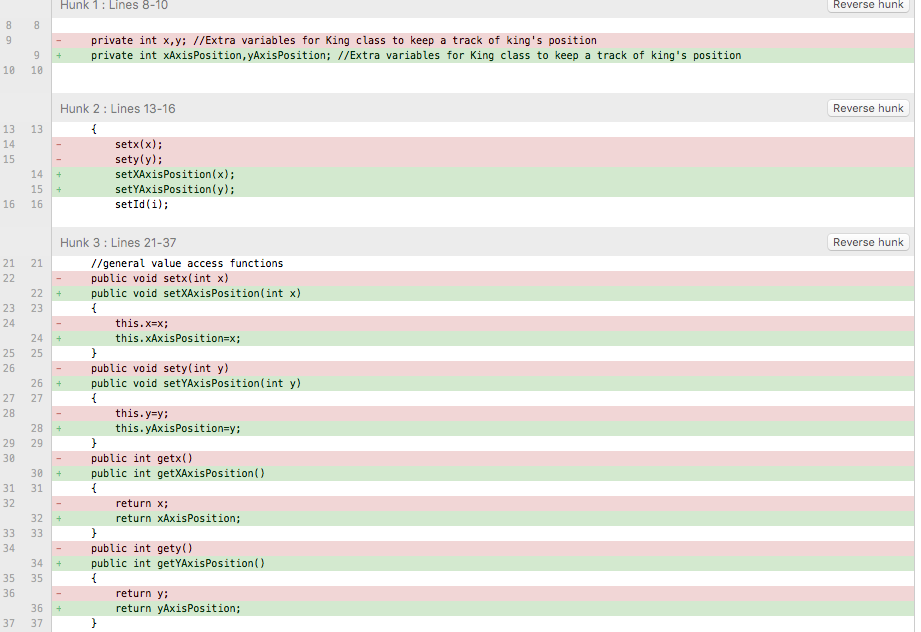 Hunk 1 : Lines 8-10 Reverse hunk
8 8
9 - private int x,y; //Extra variables for King class to keep a track of king's position
9 + private int xAxisPosition,yAxisPosition; //Extra variables for King class to keep a track of king's position
10 10
Hunk 2 : Lines 13-16 Reverse hunk
13 13 {
14 - setx(x);
15 - sety(y);
14 + setXAxisPosition(x);
15 + setYAxisPosition(y);
16 16 setId(i);
Hunk 3 : Lines 21-37 Reverse hunk
21 21 //general value access functions
22 - public void setx(int x)
22 + public void setXAxisPosition(int x)
23 23 {
24 - this.x=x;
24 + this.xAxisPosition=x;
25 25 }
26 - public void sety(int y)
26 + public void setYAxisPosition(int y)
27 27 {
28 - this.y=y;
28 + this.yAxisPosition=y;
29 29 }
30 - public int getx()
30 + public int getXAxisPosition()
31 31 {
32 - return x;
32 + return xAxisPosition;
33 33 }
34 - public int gety()
34 + public int getYAxisPosition()
35 35 {
36 - return y;
36 + return yAxisPosition;
37 37 }